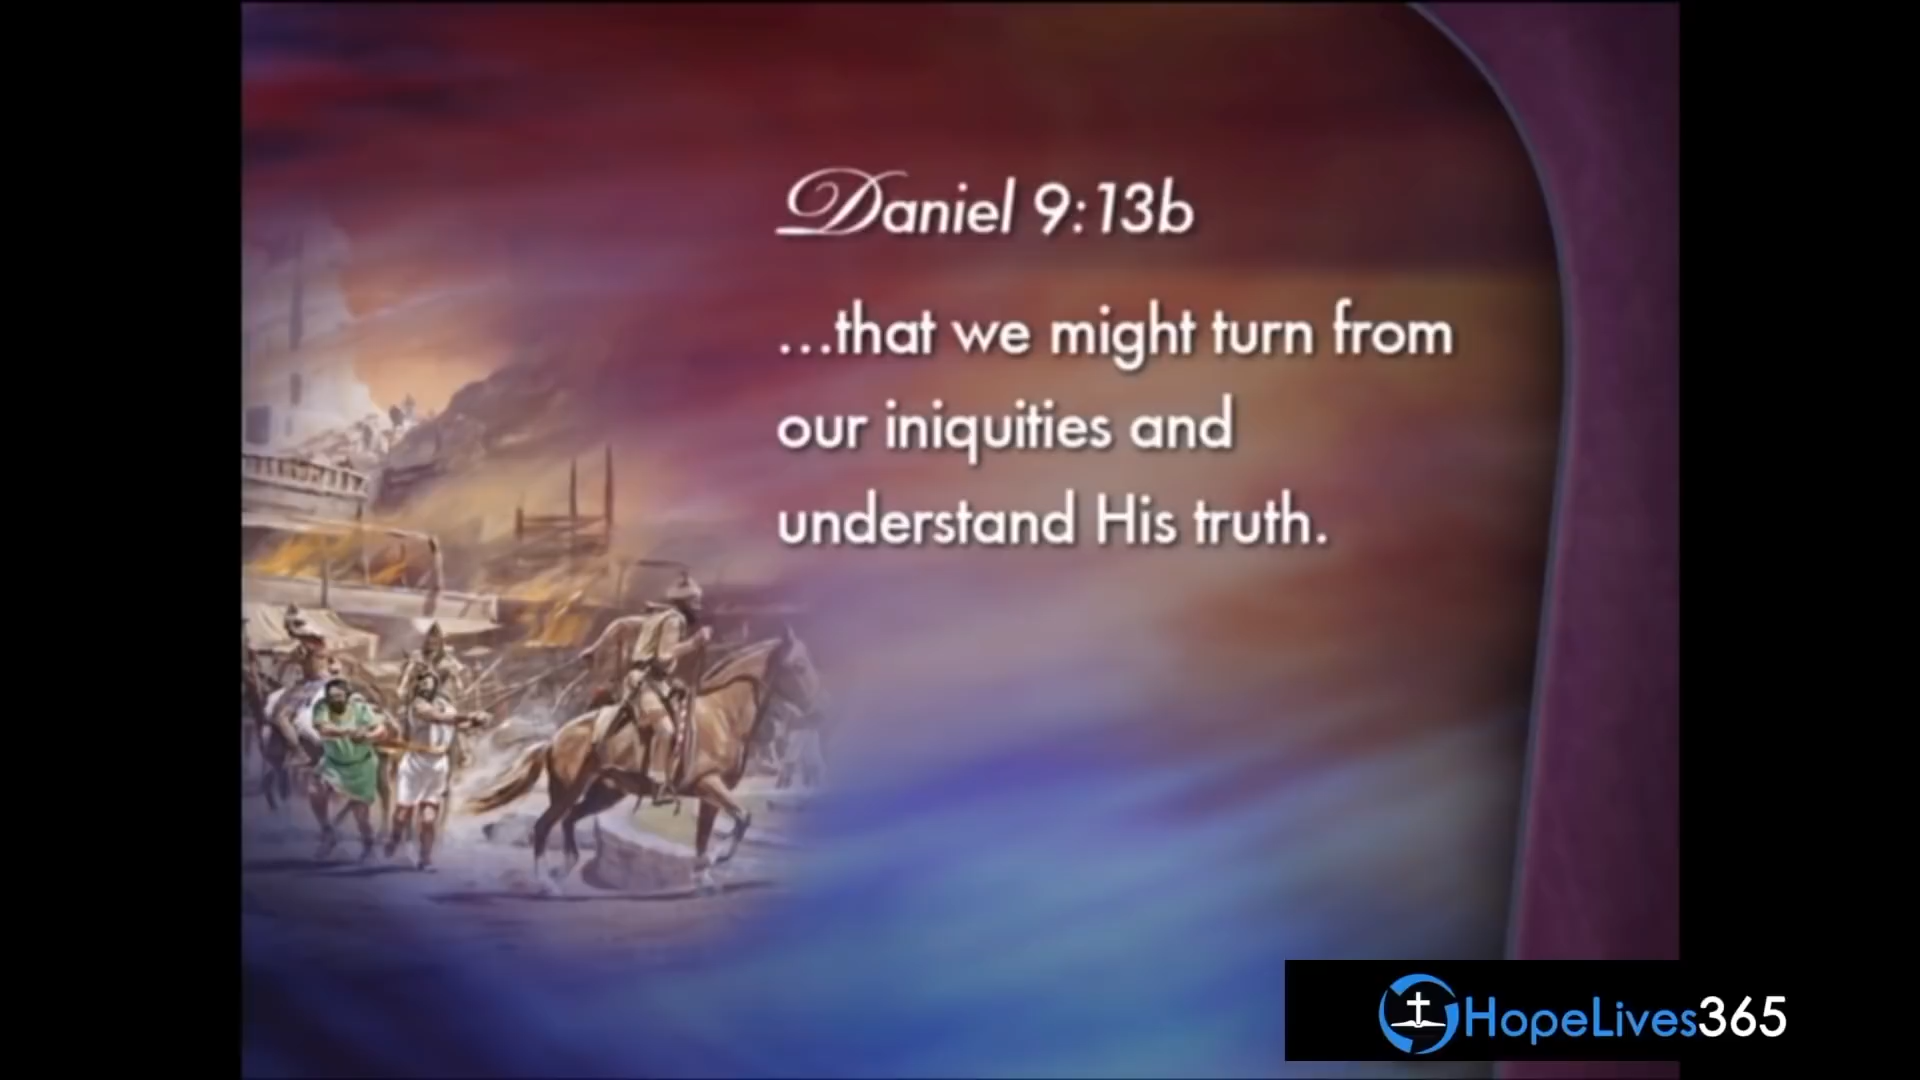 Daniel 9:13b
...that we might turn from
our iniquities and
understand His truth.
HopeLives365